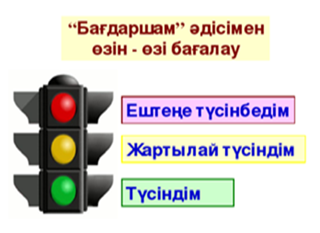 “Бағдаршам” әдісімен
өзін - өзі бағалау
Ештеңе түсінбедім
Жартылай түсіндім
Түсіндім